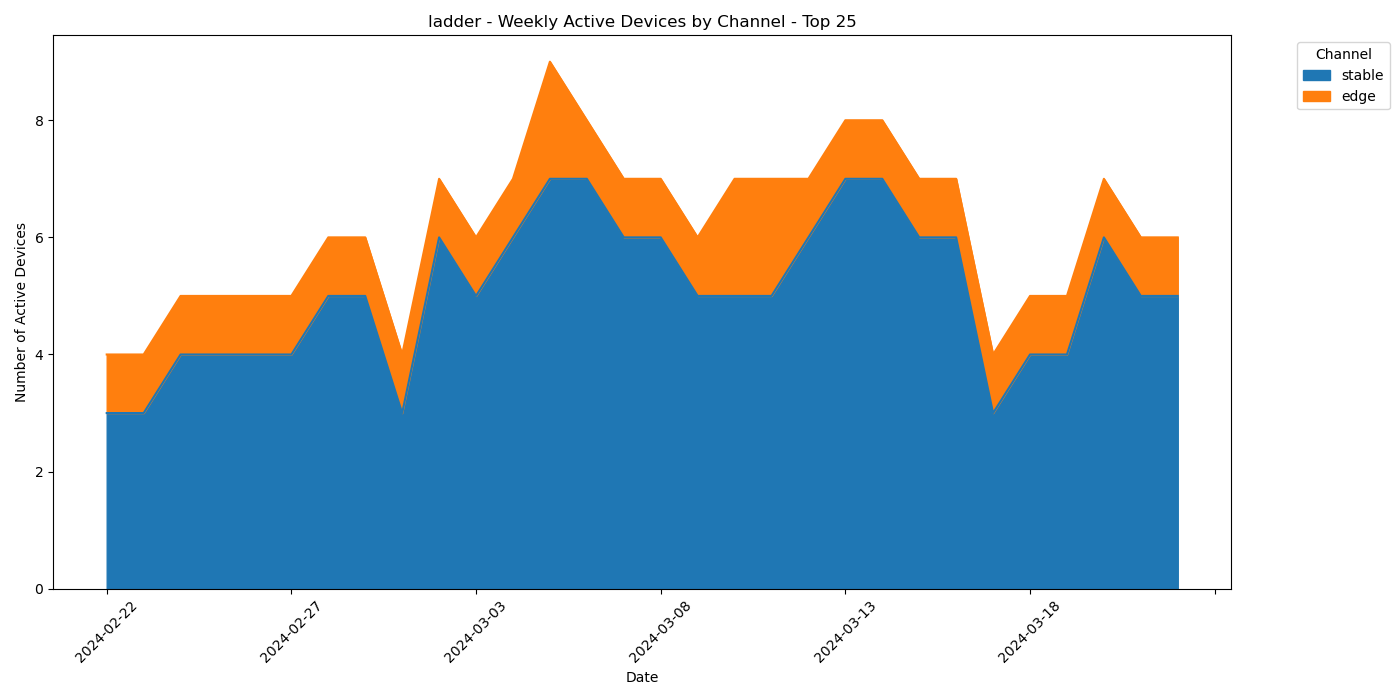 ladder - Weekly Active Devices by Channel - Top 25
Channel
stable
edge
Number of Active Devices
8
6
4
2
0
2024-02-22
2024-02-27
2024-03-03
2024-03-08
2024-03-13
2024-03-18
Date